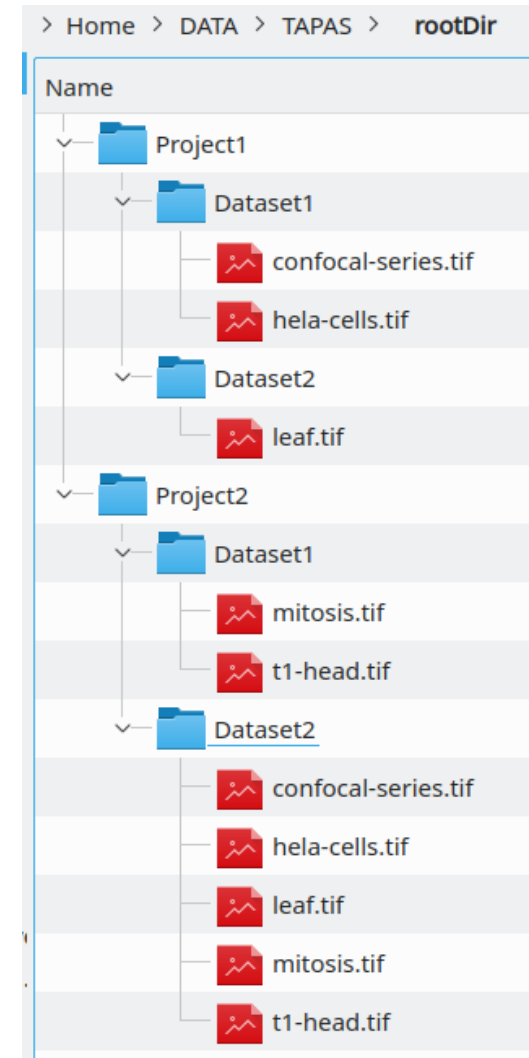 > Home > DATA > TAPAS > rootDir
Name
Project1
Dataset1
confocal-series.tif
hela-cells.tif
Dataset2
leaf.tif
Project2
Dataset1
mitosis.tif
t1-head.tif
Dataset2
confocal-series.tif
hela-cells.tif
leaf.tif
mitosis.tif
t1-head.tif